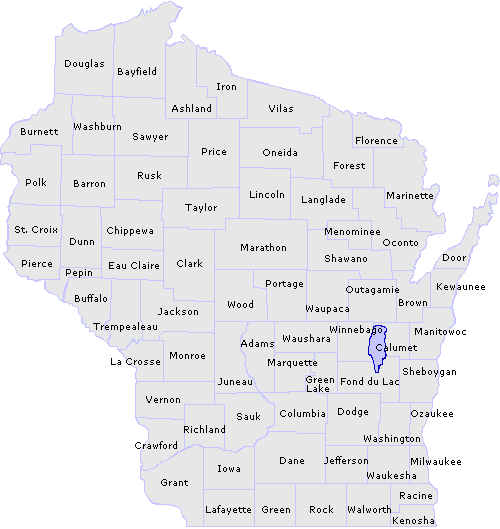 Douglas
Bayfield
Iron
Ashland
Vilas
Burnett
Washburn
Sawyer
Price
Oneida
Florence
Forest
Polk
Barron
Rusk
Taylor
Lincoln
Langlade
Marinette
St. Croix
Dunn
Chippewa
Clark
Marathon
Menominee
Oconto
Shawano
Door
Pierce
Pepin
Eau Claire
Portage
Outagamie
Kewaunee
Buffalo
Trempealeau
Jackson
Wood
Waupaca
Brown
Winnebago
Manitowoc
Calumet
Adams
Waushara
La Crosse
Monroe
Juneau
Marquette
Green
Lake
Fond du Lac
Sheboygan
Vernon
Richland
Sauk
Columbia
Dodge
Ozaukee
Washington
Crawford
Iowa
Dane
Jefferson
Waukesha
Milwaukee
Grant
Lafayette
Green
Rock
Walworth
Racine
Kenosha